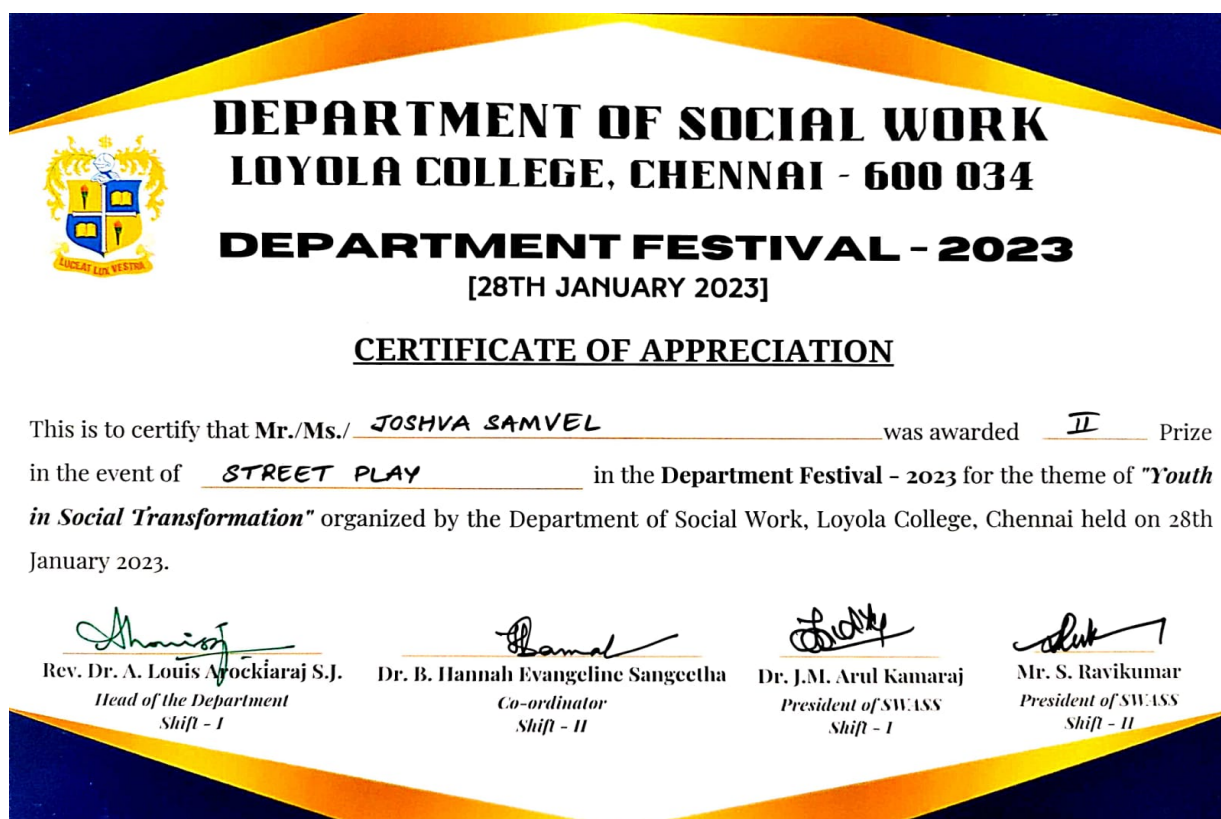 DEPARTMENT OF SOCIAL WORK
LOYOLA COLLEGE, CHENNAI - 600 034
LUCEAT LUX VESTRA
DEPARTMENT FESTIVAL - 2023
[28TH JANUARY 2023]
CERTIFICATE OF APPRECIATION
This is to certify that Mr./Ms./ JOSHVA SAMVEL was awarded II Prize
in the event of STREET PLAY in the Department Festival - 2023 for the theme of "Youth
in Social Transformation" organized by the Department of Social Work, Loyola College, Chennai held on 28th
January 2023.
Rev. Dr. A. Louis Arockiaraj S.J.
Head of the Department
Shift - I
Dr. B. Hannah Evangeline Sangeetha
Co-ordinator
Shift - II
Dr. J.M. Arul Kamaraj
President of SWASS
Shift - I
Mr. S. Ravikumar
President of SWASS
Shift - II